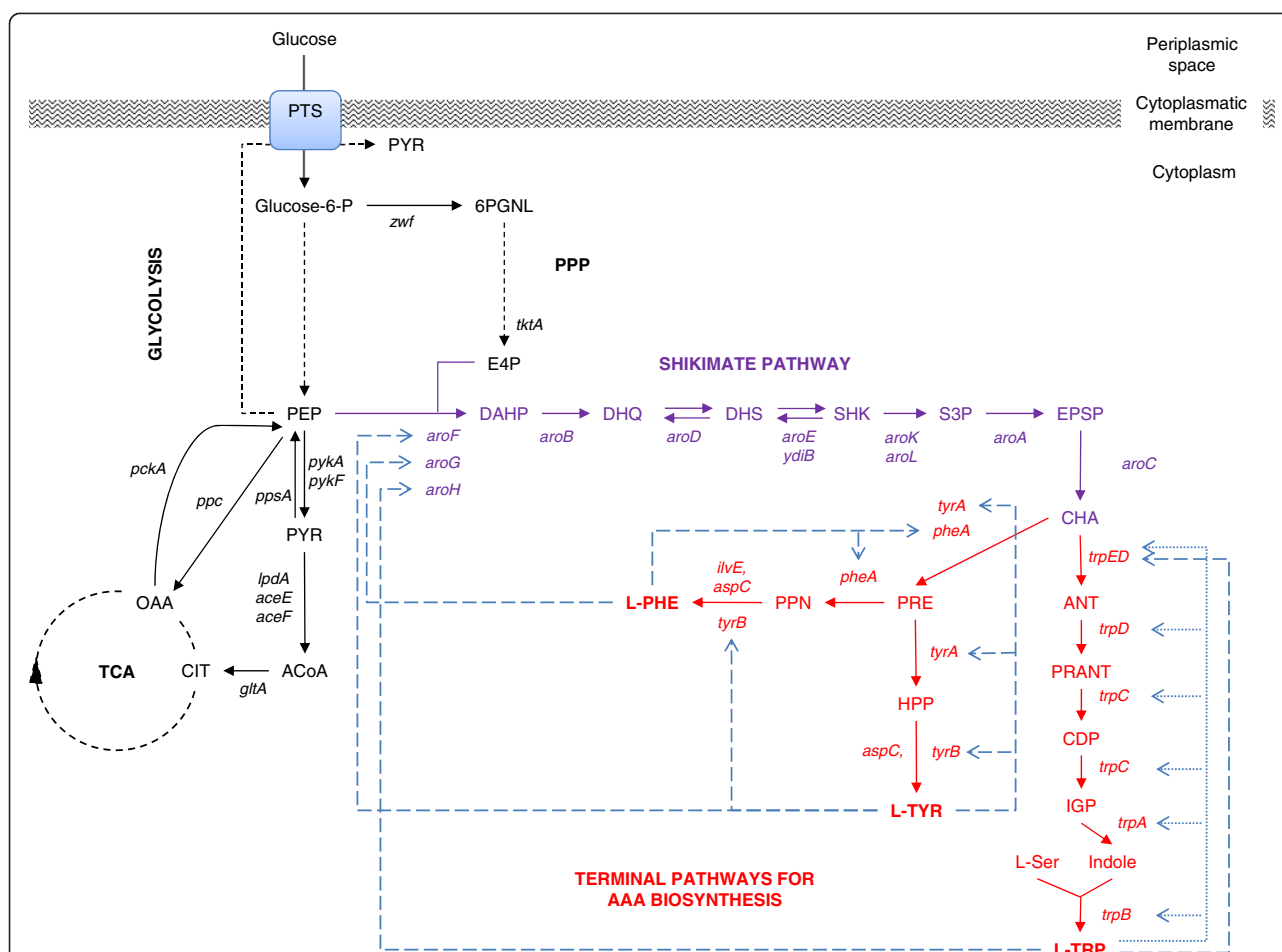 Glucose
Periplasmic
space
PTS
Cytoplasmatic
membrane
PYR
Cytoplasm
Glucose-6-P
zwf
6PGNL
GLYCOLYSIS
PPP
tktA
E4P
SHIKIMATE PATHWAY
PEP
DAHP
DHQ
DHS
SHK
S3P
EPSP
aroF
aroG
aroH
aroB
aroD
aroE
ydiB
aroK
aroL
aroA
aroC
pckA
ppc
ppsA
pykA
pykF
PYR
lpdA
aceE
aceF
OAA
TCA
CIT
gltA
ACoA
CHA
tyrA
pheA
trpED
ilvE,
aspC
tyrB
pheA
L-PHE
PPN
PRE
ANT
trpD
tyrA
PRANT
trpC
HPP
CDP
aspC,
tyrB
trpC
L-TYR
IGP
trpA
L-Ser
Indole
TERMINAL PATHWAYS FOR
AAA BIOSYNTHESIS
trpB
L-TRP